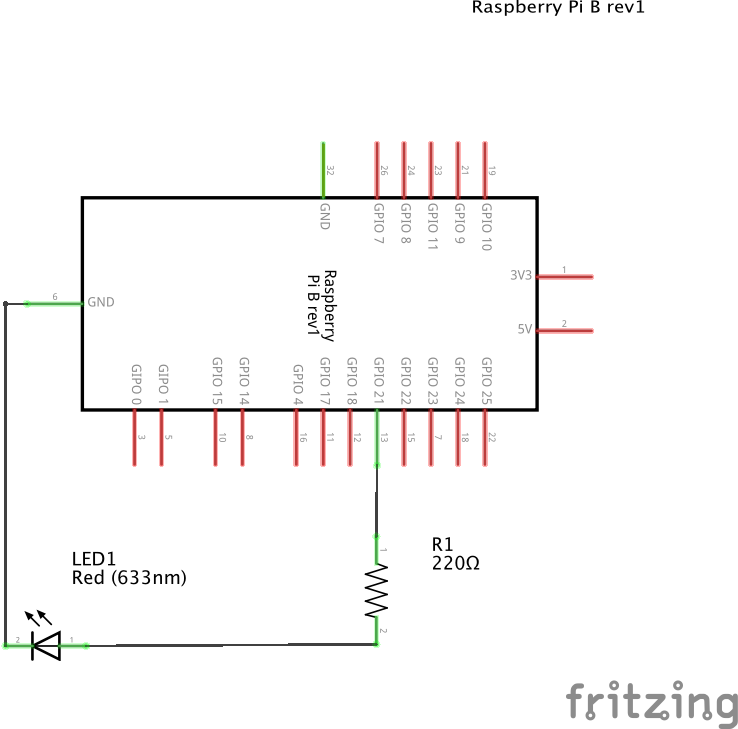 Raspberry Pi B rev1
32
26
24
23
21
19
GND
GPIO 7
GPIO 8
GPIO 11
GPIO 9
GPIO 10
3V3
1
5V
2
6
GND
Raspberry
Pi B rev1
GIPO 0
GIPO 1
GPIO 15
GPIO 14
GPIO 4
GPIO 17
GPIO 18
GPIO 21
GPIO 22
GPIO 23
GPIO 24
GPIO 25
3
5
10
8
16
11
12
13
15
7
18
22
1
R1
220Ω
2
LED1
Red (633nm)
2
1
fritzing